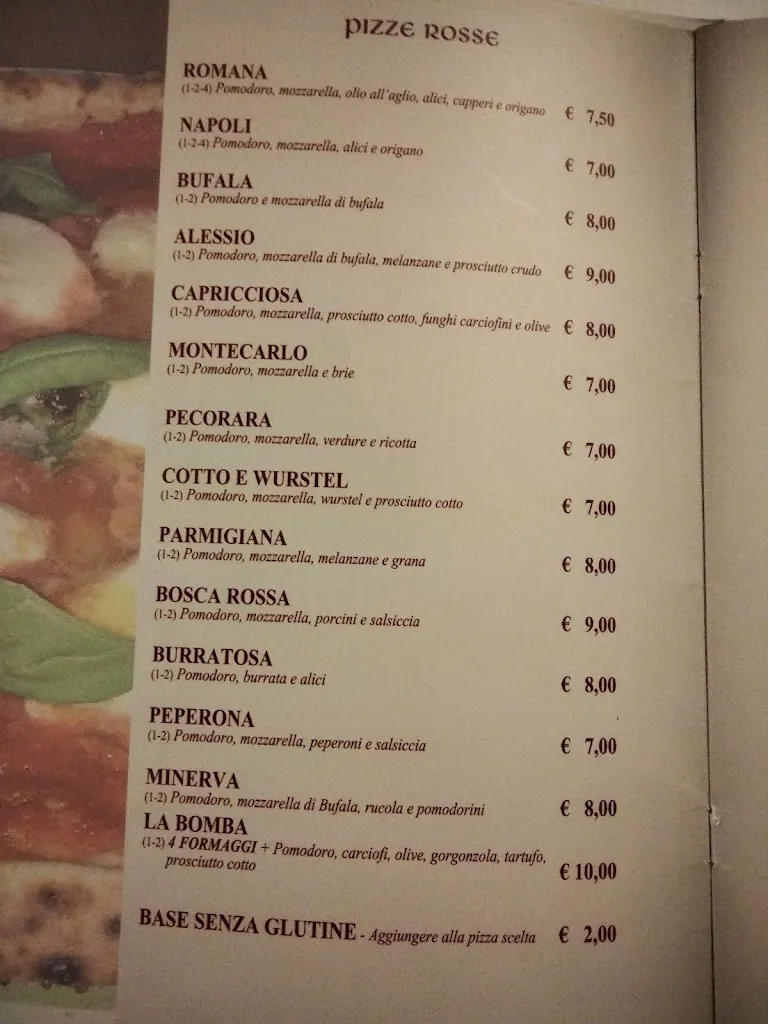 PIZZE ROSSE
ROMANA
(1-2-4) Pomodoro, mozzarella, olio all'aglio, alici, capperi e origano € 7,50
NAPOLI
(1-2-4) Pomodoro, mozzarella, alici e origano € 7,00
BUFALA
(1-2) Pomodoro e mozzarella di bufala € 8,00
ALESSIO
(1-2) Pomodoro, mozzarella di bufala, melanzane e prosciutto crudo € 9,00
CAPRICCIOSA
(1-2) Pomodoro, mozzarella, prosciutto cotto, funghi carciofini e olive € 8,00
MONTECARLO
(1-2) Pomodoro, mozzarella e brie € 7,00
PECORARA
(1-2) Pomodoro, mozzarella, verdure e ricotta € 7,00
COTTO E WURSTEL
(1-2) Pomodoro, mozzarella, wurstel e prosciutto cotto € 7,00
PARMIGIANA
(1-2) Pomodoro, mozzarella, melanzane e grana € 8,00
BOSCA ROSSA
(1-2) Pomodoro, mozzarella, porcini e salsiccia € 9,00
BURRATOSA
(1-2) Pomodoro, burrata e alici € 8,00
PEPERONA
(1-2) Pomodoro, mozzarella, peperoni e salsiccia € 7,00
MINERVA
(1-2) Pomodoro, mozzarella di Bufala, rucola e pomodorini € 8,00
LA BOMBA
(1-2) 4 FORMAGGI + Pomodoro, carciofi, olive, gorgonzola, tartufo,
prosciutto cotto € 10,00
BASE SENZA GLUTINE - Aggiungere alla pizza scelta € 2,00